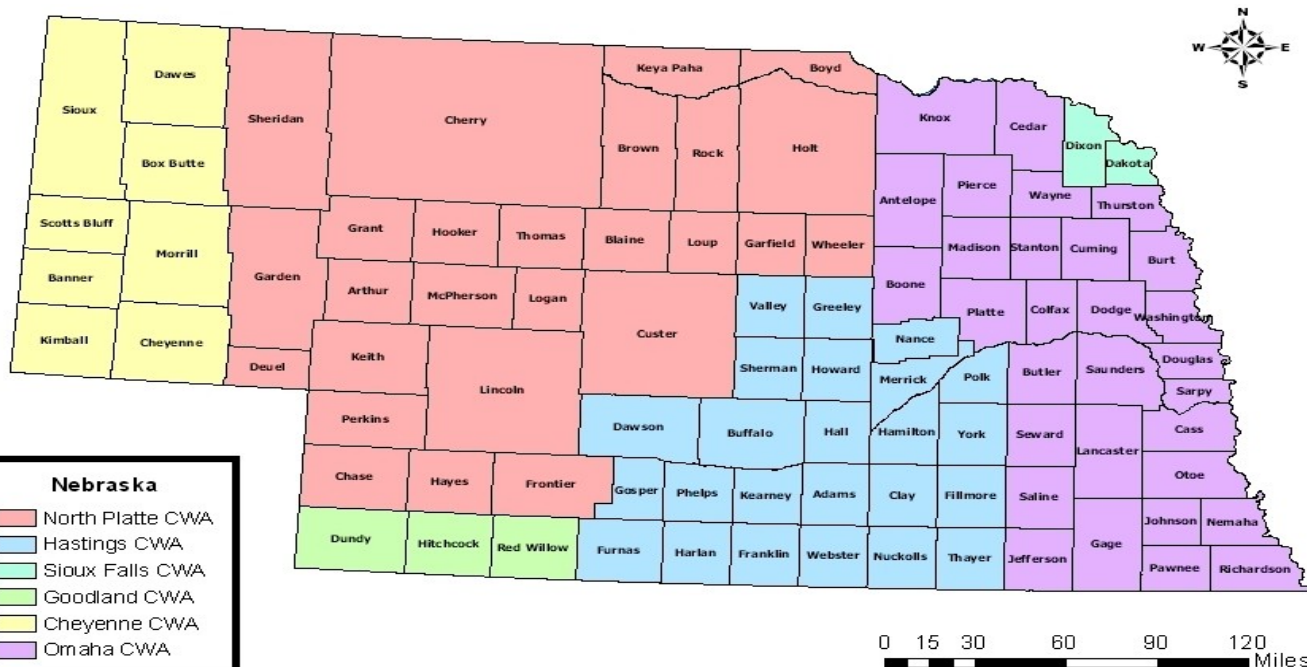 N
W E
S
Keya Paha
Boyd
Dawes
Sioux
Sheridan
Cherry
Knox
Cedar
Dixon
Dakota
Brown
Rock
Holt
Box Butte
Pierce
Wayne
Thurston
Antelope
Scotts Bluff
Grant
Hooker
Thomas
Blaine
Loup
Garfield
Wheeler
Madison
Stanton
Cuming
Burt
Morrill
Banner
Garden
Arthur
McPherson
Logan
Valley
Greeley
Boone
Platte
Colfax
Dodge
Washington
Custer
Kimball
Cheyenne
Nance
Keith
Deuel
Sherman
Howard
Merrick
Polk
Butler
Saunders
Douglas
Sarpy
Lincoln
Perkins
Dawson
Buffalo
Hall
Hamilton
York
Seward
Lancaster
Cass
Chase
Hayes
Frontier
Gosper
Phelps
Kearney
Adams
Clay
Fillmore
Saline
Otoe
Johnson
Nemaha
Dundy
Hitchcock
Red Willow
Furnas
Harlan
Franklin
Webster
Nuckolls
Thayer
Jefferson
Gage
Pawnee
Richardson
Nebraska
North Platte CWA
Hastings CWA
Sioux Falls CWA
Goodland CWA
Cheyenne CWA
Omaha CWA
0 15 30 60 90 120
Miles